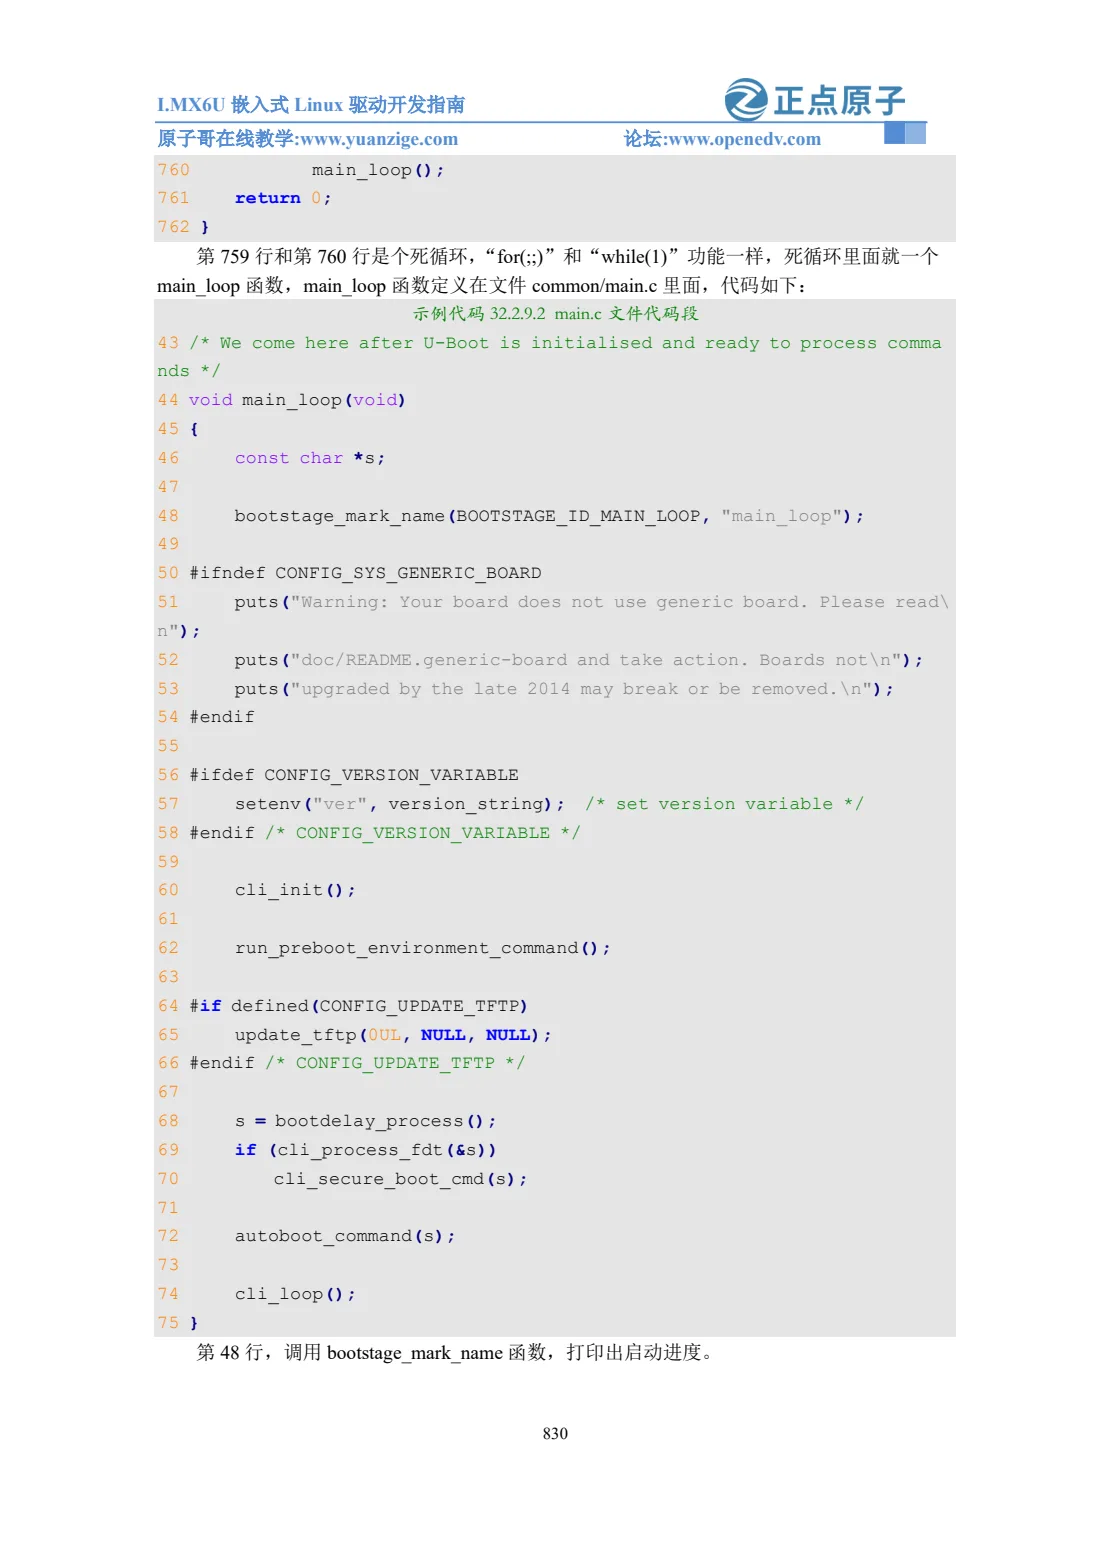 I.MX6U 嵌入式 Linux 驱动开发指南
正点原子
原子哥在线教学:www.yuanzige.com 论坛:www.openedv.com
760 main_loop();
761 return 0;
762 }
第 759 行和第 760 行是个死循环，“for(;;)”和“while(1)”功能一样，死循环里面就一个
main_loop 函数，main_loop 函数定义在文件 common/main.c 里面，代码如下：
示例代码 32.2.9.2 main.c 文件代码段
43 /* We come here after U-Boot is initialised and ready to process comma
nds */
44 void main_loop(void)
45 {
46 const char *s;
47
48 bootstage_mark_name(BOOTSTAGE_ID_MAIN_LOOP, "main_loop");
49
50 #ifndef CONFIG_SYS_GENERIC_BOARD
51 puts("Warning: Your board does not use generic board. Please read\
n");
52 puts("doc/README.generic-board and take action. Boards not\n");
53 puts("upgraded by the late 2014 may break or be removed.\n");
54 #endif
55
56 #ifdef CONFIG_VERSION_VARIABLE
57 setenv("ver", version_string); /* set version variable */
58 #endif /* CONFIG_VERSION_VARIABLE */
59
60 cli_init();
61
62 run_preboot_environment_command();
63
64 #if defined(CONFIG_UPDATE_TFTP)
65 update_tftp(0UL, NULL, NULL);
66 #endif /* CONFIG_UPDATE_TFTP */
67
68 s = bootdelay_process();
69 if (cli_process_fdt(&s))
70 cli_secure_boot_cmd(s);
71
72 autoboot_command(s);
73
74 cli_loop();
75 }
第 48 行，调用 bootstage_mark_name 函数，打印出启动进度。
830